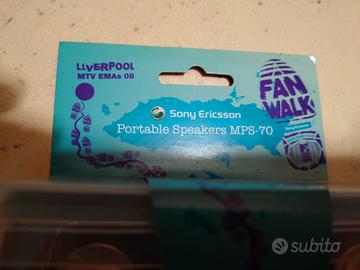 LiVERPOOL
MTV EMAs 08
FAN
WALK
Sony Ericsson
Portable Speakers MPS-70
subito